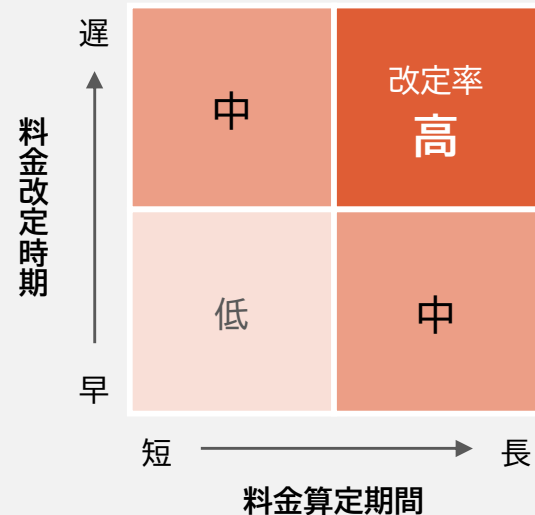 遅
中
改定率
高
料金改定時期
低
中
早
短
長
料金算定期間